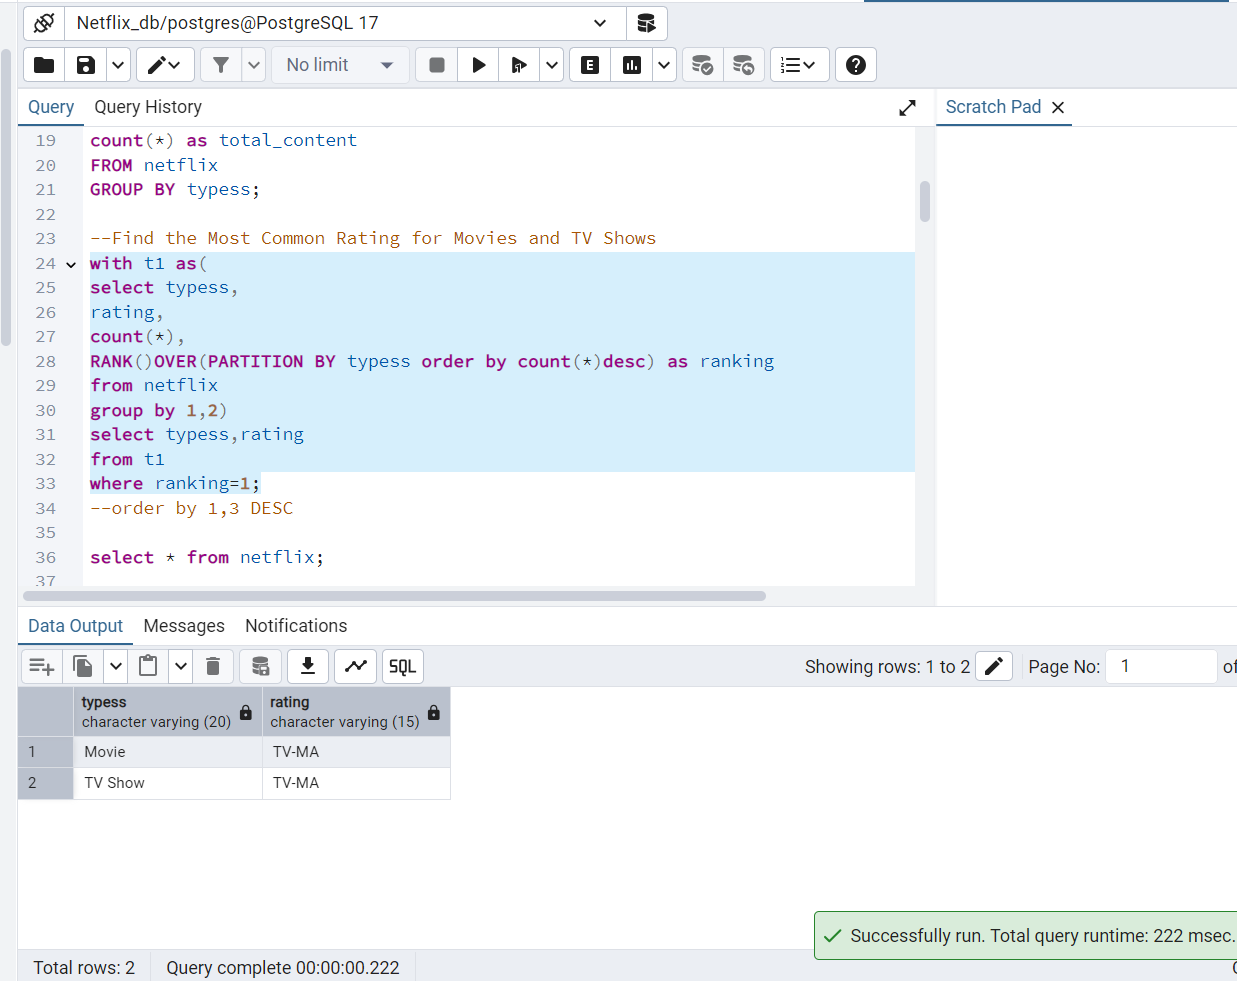 Netflix_db/postgres@PostgreSQL 17
No limit
E
Query Query History
Scratch Pad
19 count(*) as total_content
20 FROM netflix
21 GROUP BY typess;
22
23 --Find the Most Common Rating for Movies and TV Shows
24 with t1 as(
25 select typess,
26 rating,
27 count(*),
28 RANK()OVER(PARTITION BY typess order by count(*)desc) as ranking
29 from netflix
30 group by 1,2)
31 select typess,rating
32 from t1
33 where ranking=1;
34 --order by 1,3 DESC
35
36 select * from netflix;
37
Data Output Messages Notifications
SQL
Showing rows: 1 to 2
Page No: 1 of
typess rating
character varying (20) character varying (15)
1 Movie TV-MA
2 TV Show TV-MA
Successfully run. Total query runtime: 222 msec.
Total rows: 2 Query complete 00:00:00.222